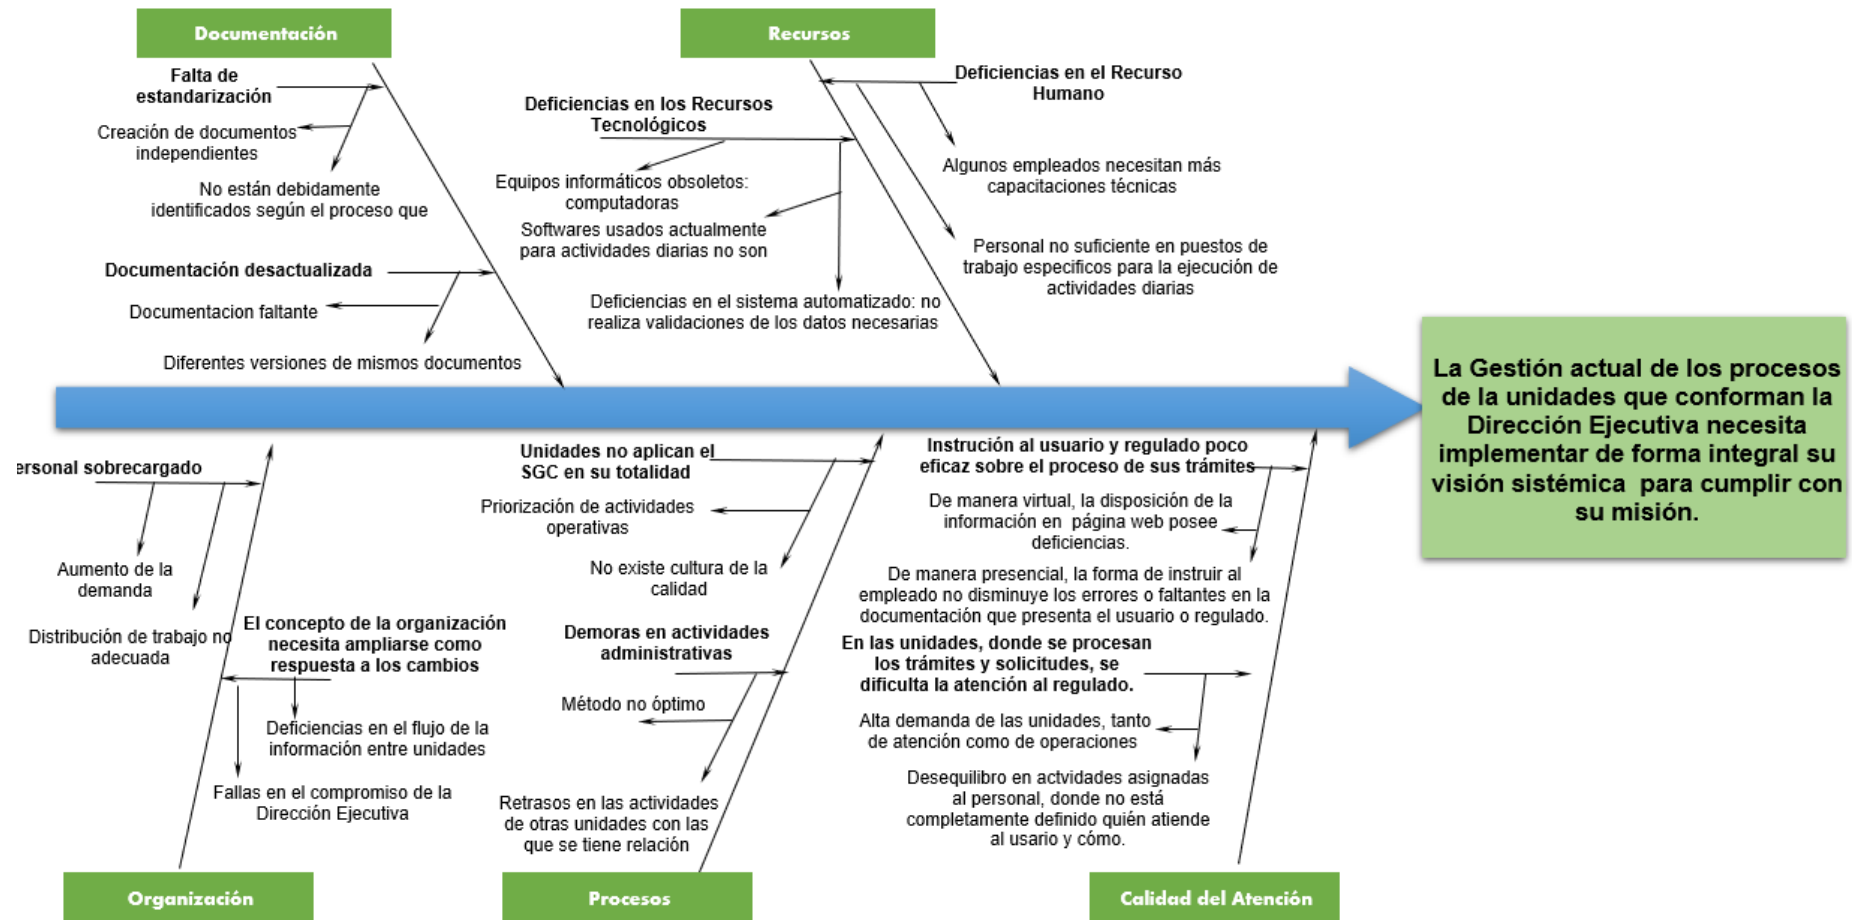 Documentación
Falta de
estandarización
Creación de documentos
independientes
No están debidamente
identificados según el proceso que
Documentación desactualizada
Documentacion faltante
Diferentes versiones de mismos documentos
Recursos
Deficiencias en los Recursos
Tecnológicos
Equipos informáticos obsoletos:
computadoras
Softwares usados actualmente
para actividades diarias no son
Deficiencias en el sistema automatizado: no
realiza validaciones de los datos necesarias
Deficiencias en el Recurso
Humano
Algunos empleados necesitan más
capacitaciones técnicas
Personal no suficiente en puestos de
trabajo especificos para la ejecución de
actividades diarias
La Gestión actual de los procesos
de la unidades que conforman la
Dirección Ejecutiva necesita
implementar de forma integral su
visión sistémica para cumplir con
su misión.
ersonal sobrecargado
Aumento de la
demanda
Distribución de trabajo no
adecuada
El concepto de la organización
necesita ampliarse como
respuesta a los cambios
Deficiencias en el flujo de la
información entre unidades
Fallas en el compromiso de la
Dirección Ejecutiva
Organización
Unidades no aplican el
SGC en su totalidad
Priorización de actividades
operativas
No existe cultura de la
calidad
Demoras en actividades
administrativas
Método no óptimo
Retrasos en las actividades
de otras unidades con las
que se tiene relación
Procesos
Instrución al usuario y regulado poco
eficaz sobre el proceso de sus trámites
De manera virtual, la disposición de la
información en página web posee
deficiencias.
De manera presencial, la forma de instruir al
empleado no disminuye los errores o faltantes en la
documentación que presenta el usuario o regulado.
En las unidades, donde se procesan
los trámites y solicitudes, se
dificulta la atención al regulado.
Alta demanda de las unidades, tanto
de atención como de operaciones
Desequilibro en actvidades asignadas
al personal, donde no está
completamente definido quién atiende
al usario y cómo.
Calidad del Atención